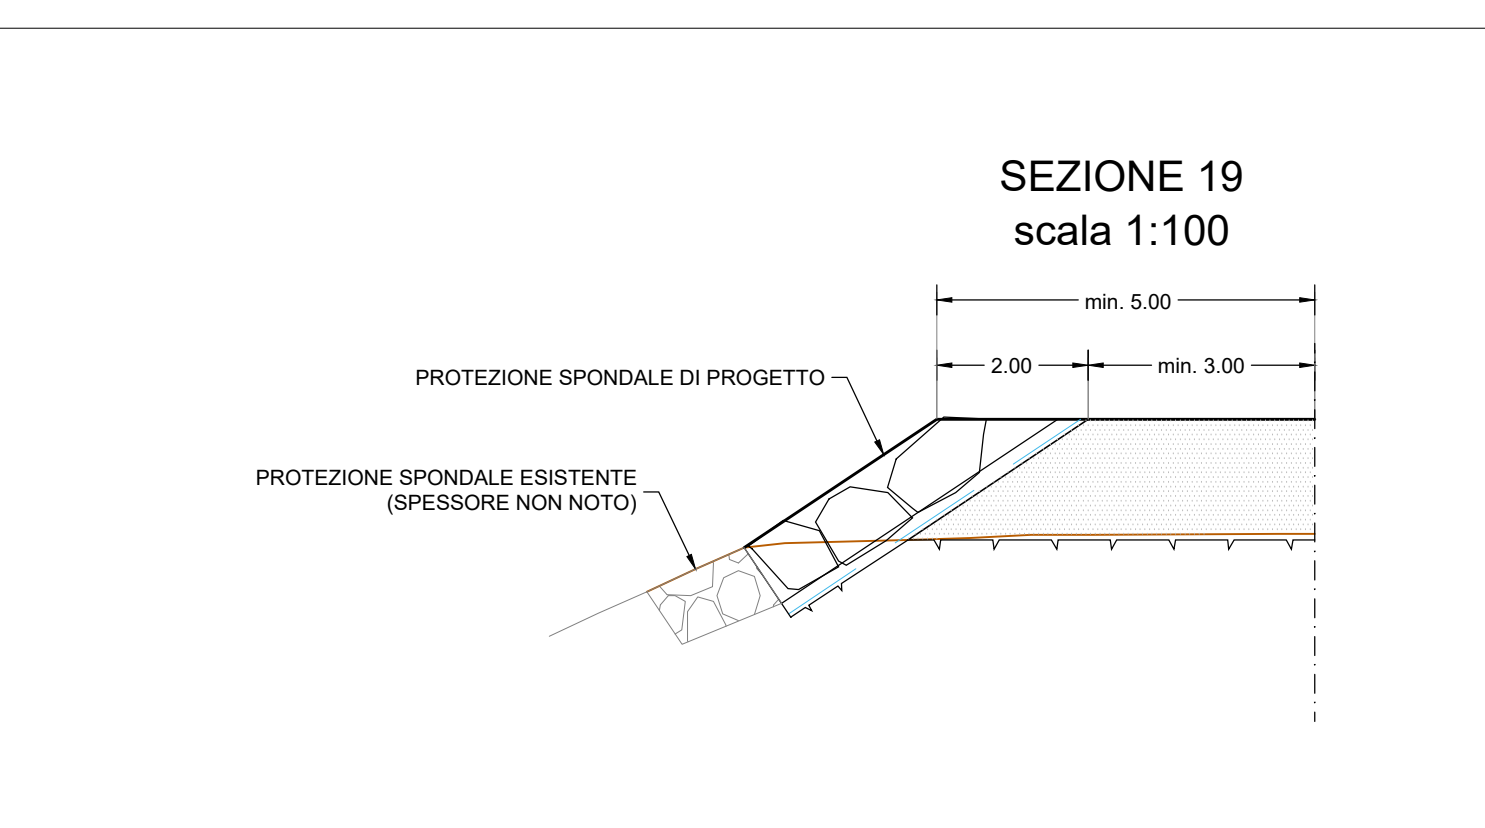 SEZIONE 19
scala 1:100
min. 5.00
2.00
min. 3.00
PROTEZIONE SPONDALE DI PROGETTO
PROTEZIONE SPONDALE ESISTENTE
(SPESSORE NON NOTO)